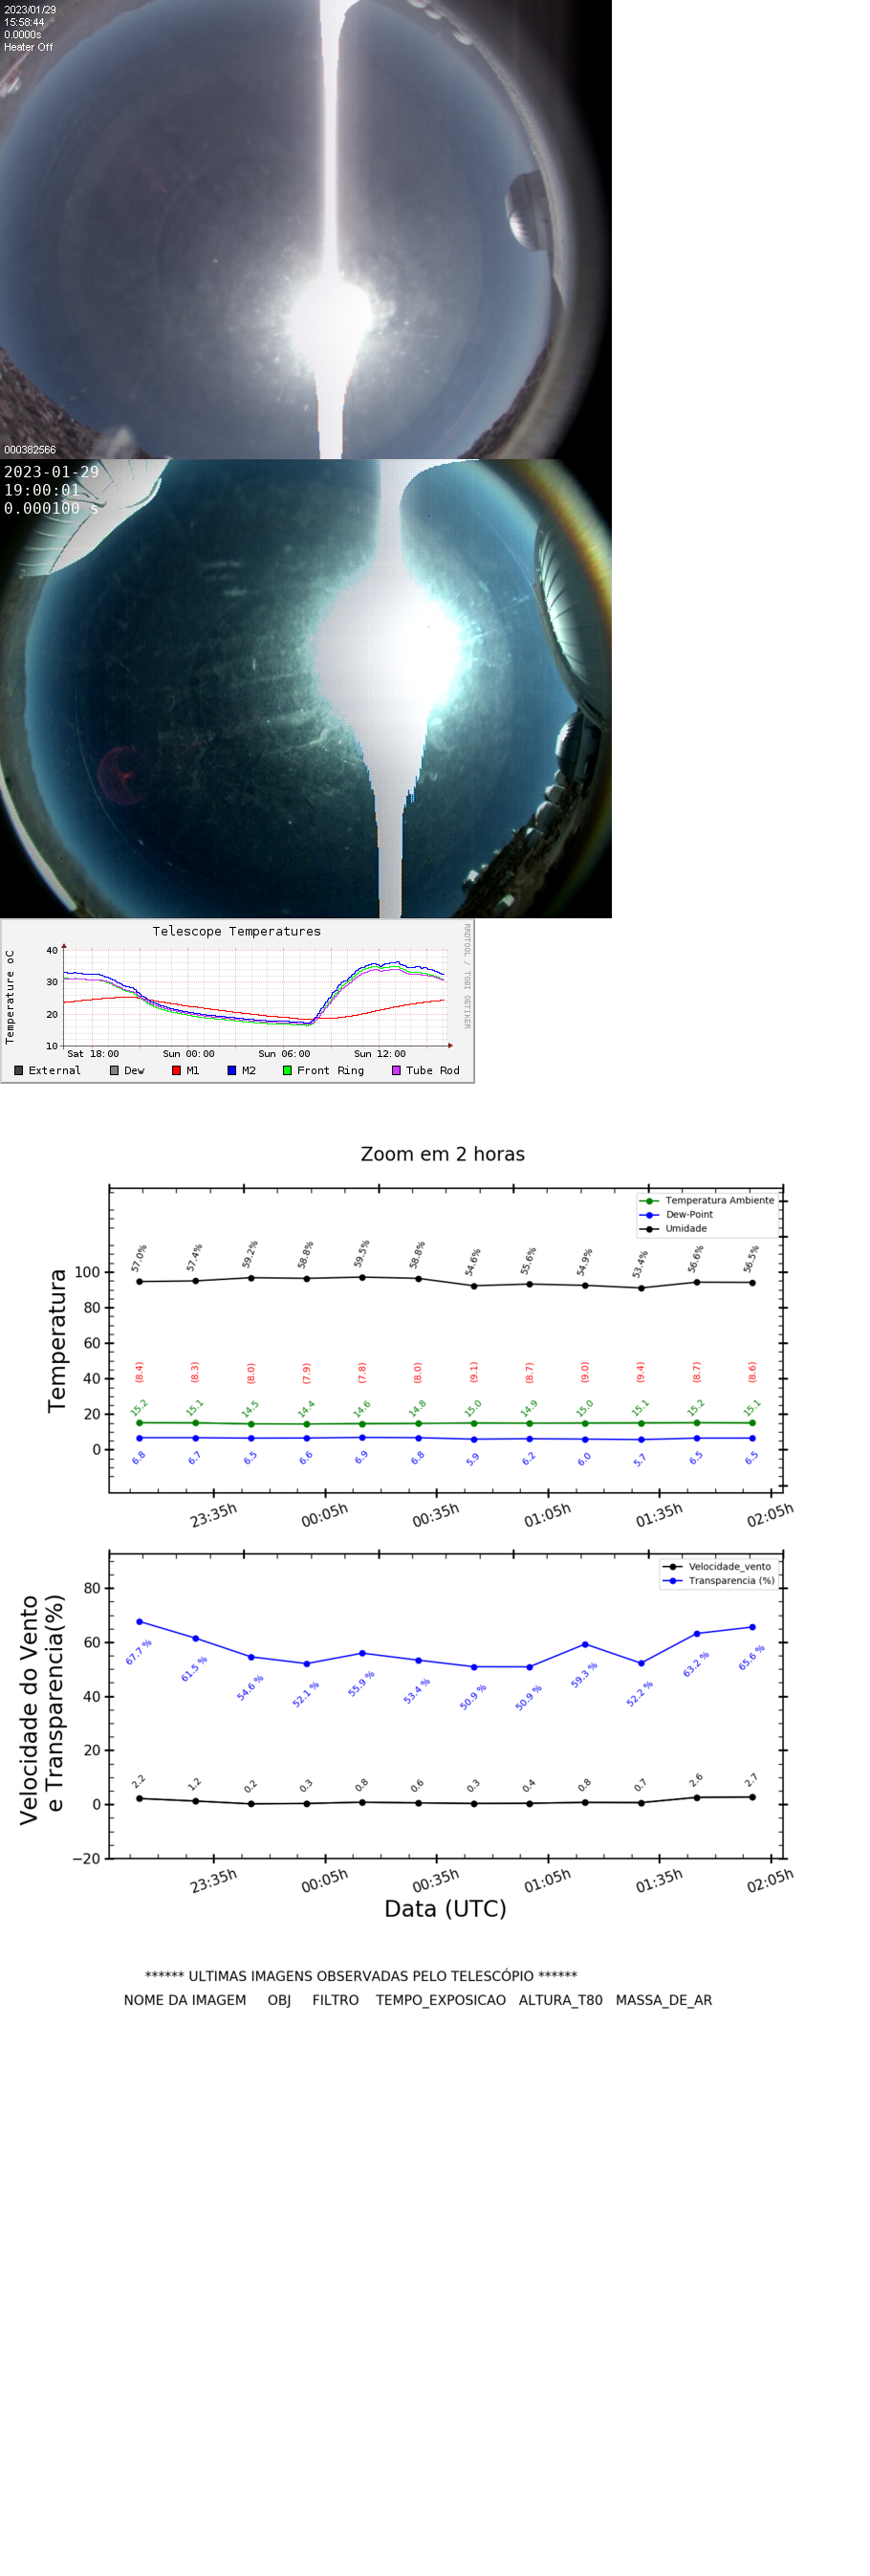 2023/01/29
15:58:44
0.0000s
Heater Off
000382566
2023-01-29
19:00:01
0.000100 s
Telescope Temperatures
Temperature oC
40
30
20
10
Sat 18:00 Sun 00:00 Sun 06:00 Sun 12:00
External Dew M1 M2 Front Ring Tube Rod
RRDTOOL / TOBI OETIKER
Zoom em 2 horas
Temperatura Ambiente
Dew-Point
Umidade
Temperatura
100
80
60
40
20
0
57.0% 57.4% 59.2% 58.8% 59.5% 58.8% 54.6% 55.6% 54.9% 53.4% 56.6% 56.5%
(8.4) (8.3) (8.0) (7.9) (7.8) (8.0) (9.1) (8.7) (9.0) (9.4) (8.7) (8.6)
15.2 15.1 14.5 14.4 14.6 14.8 15.0 14.9 15.0 15.1 15.2 15.1
6.8 6.7 6.5 6.6 6.9 6.8 5.9 6.2 6.0 5.7 6.5 6.5
23:35h 00:05h 00:35h 01:05h 01:35h 02:05h
Velocidade_vento
Transparencia (%)
Velocidade do Vento
e Transparencia(%)
80
60
40
20
0
−20
67.7 % 61.5 % 54.6 % 52.1 % 55.9 % 53.4 % 50.9 % 50.9 % 59.3 % 52.2 % 63.2 % 65.6 %
2.2 1.2 0.2 0.3 0.8 0.6 0.3 0.4 0.8 0.7 2.6 2.7
23:35h 00:05h 00:35h 01:05h 01:35h 02:05h
Data (UTC)
****** ULTIMAS IMAGENS OBSERVADAS PELO TELESCÓPIO ******
NOME DA IMAGEM OBJ FILTRO TEMPO_EXPOSICAO ALTURA_T80 MASSA_DE_AR